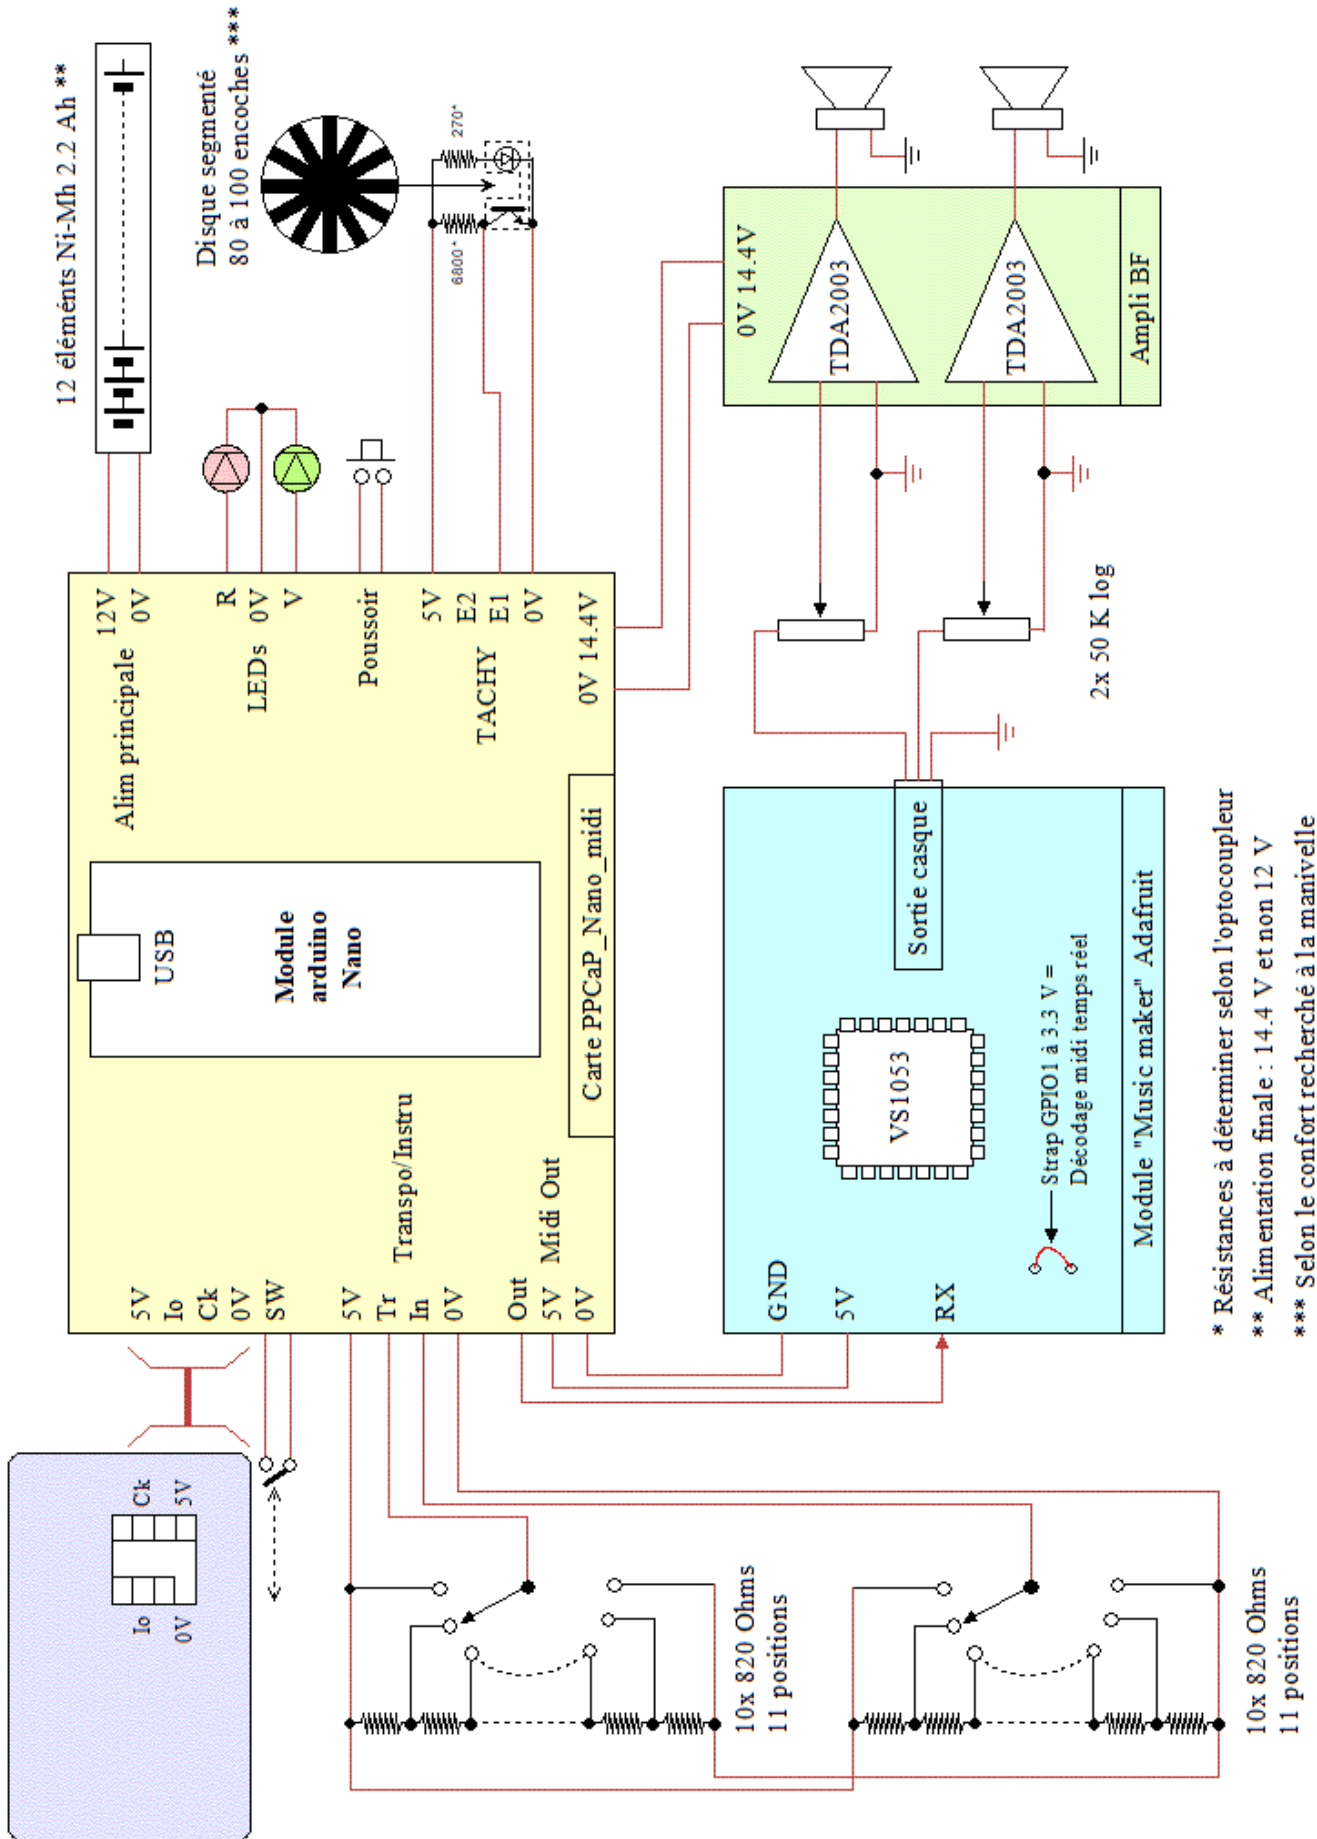 12 éléménts Ni-Mh 2.2 Ah **
Disque segmenté
80 à 100 encoches ***
270*
6800*
12V
0V
Alim principale
R
0V
V
LEDs
Poussoir
5V
E2
E1
0V
TACHY
0V 14.4V
USB
Module
arduino
Nano
Carte PPCaP_Nano_midi
5V
Io
Ck
0V
SW
5V
Tr
In
0V
Transpo/Instru
Out
5V
0V
Midi Out
Ck
5V
Io
0V
10x 820 Ohms
11 positions
10x 820 Ohms
11 positions
GND
5V
RX
VS1053
Strap GPIO1 à 3.3 V =
Décodage midi temps réel
Sortie casque
Module "Music maker" Adafruit
2x 50 K log
0V 14.4V
TDA2003
TDA2003
Ampli BF
* Résistances à déterminer selon l'optocoupleur
** Alimentation finale : 14.4 V et non 12 V
*** Selon le confort recherché à la manivelle